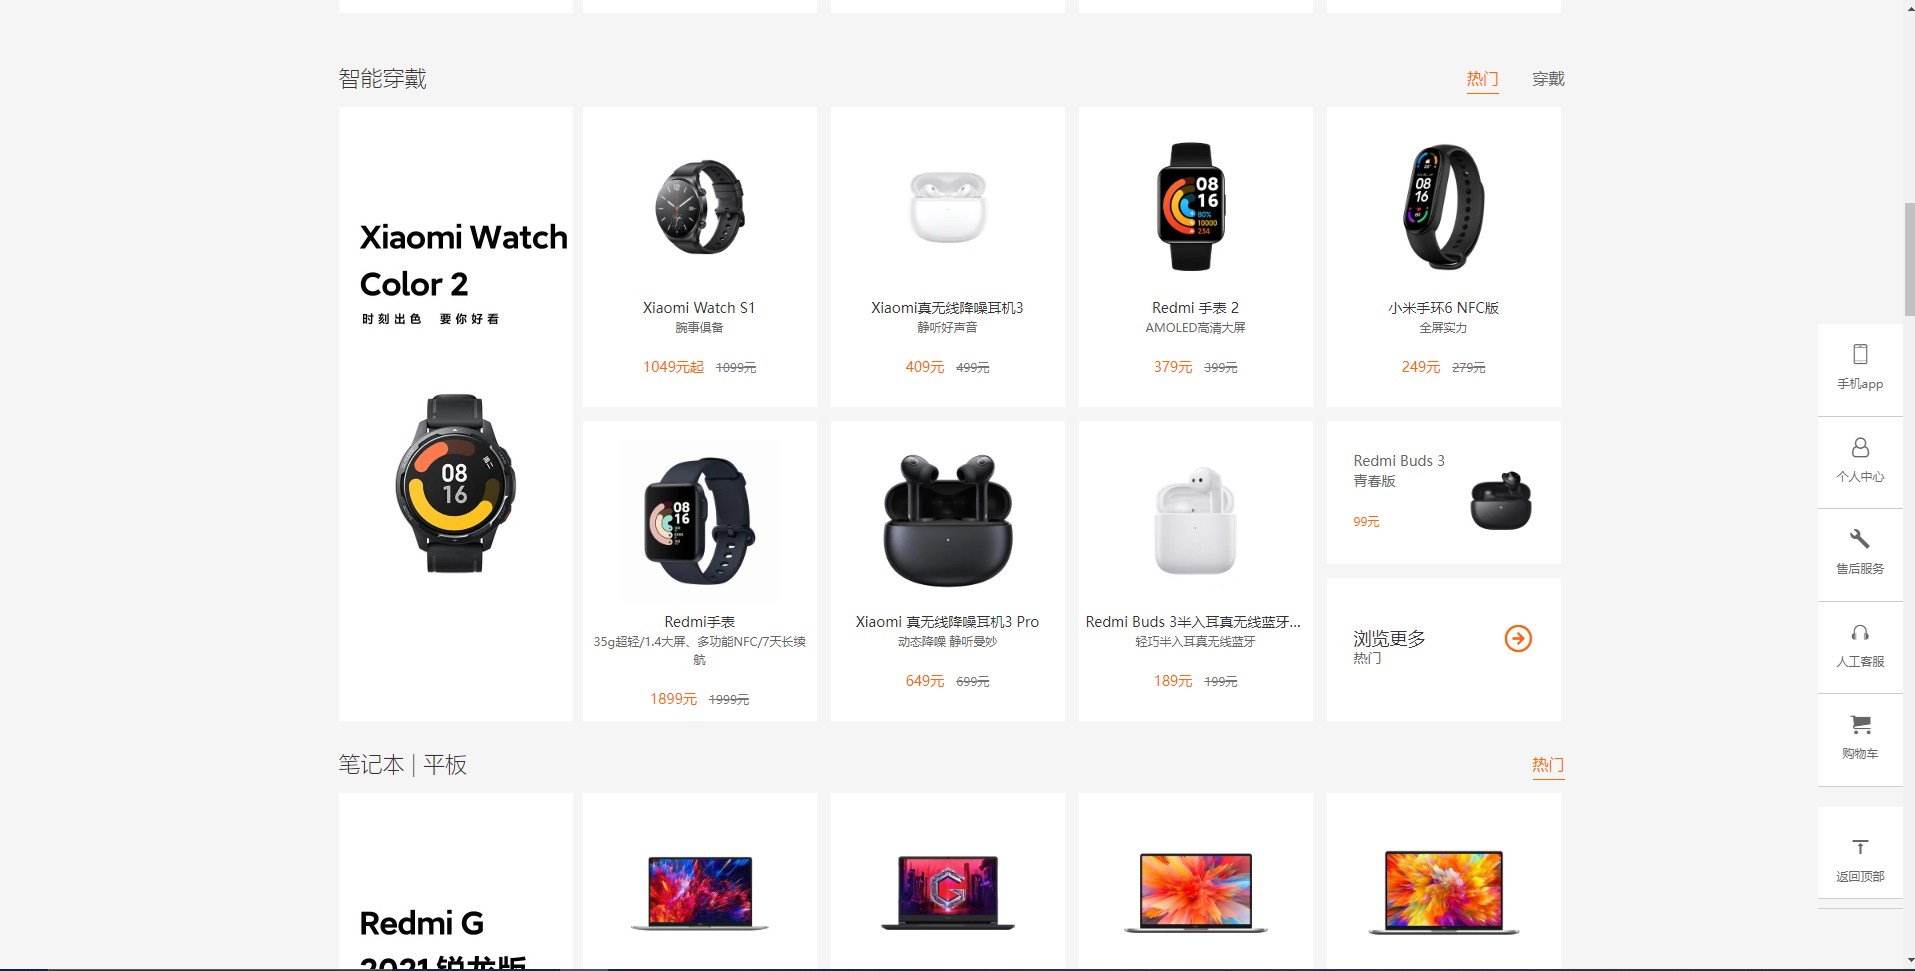 智能穿戴
热门 穿戴
Xiaomi Watch
Color 2
时刻出色 要你好看
08
16
周二
Xiaomi Watch S1
腕事俱备
1049元起 1099元
Xiaomi真无线降噪耳机3
静听好声音
409元 499元
08
16
80%
10000
234
Redmi 手表 2
AMOLED高清大屏
379元 399元
08
16
小米手环6 NFC版
全屏实力
249元 279元
08
16
Redmi手表
35g超轻/1.4大屏、多功能NFC/7天长续
航
1899元 1999元
Xiaomi 真无线降噪耳机3 Pro
动态降噪 静听曼妙
649元 699元
Redmi Buds 3半入耳真无线蓝牙...
轻巧半入耳真无线蓝牙
189元 199元
Redmi Buds 3
青春版
99元
浏览更多
热门
笔记本 | 平板
热门
Redmi G
2021 锐龙版
G
手机app
个人中心
售后服务
人工客服
购物车
返回顶部